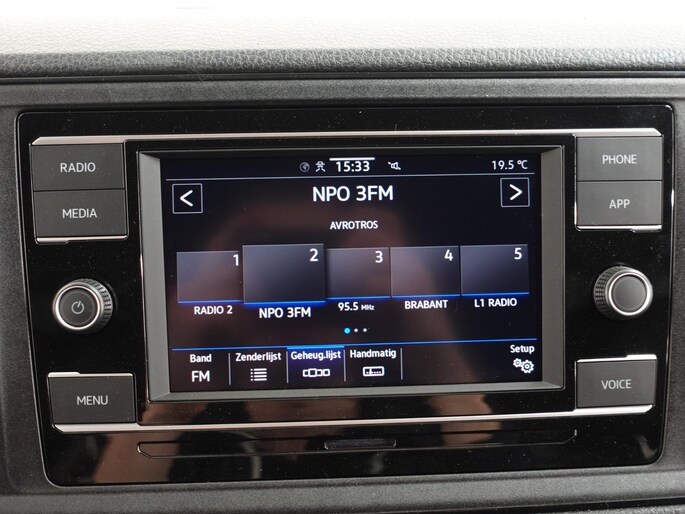 RADIO
MEDIA
MENU
15:33
19.5 °C
<
NPO 3FM
>
AVROTROS
1
2
3
4
5
RADIO 2
NPO 3FM
95.5 MHz
BRABANT
L1 RADIO
Band
Zenderlijst
Geheug.lijst
Handmatig
Setup
FM
PHONE
APP
VOICE